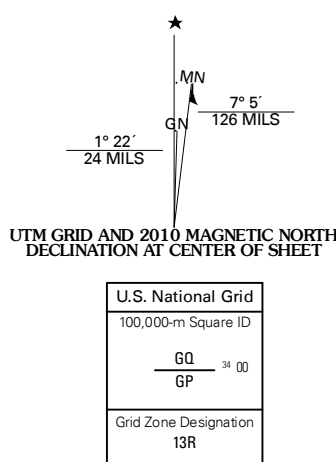 MN
GN
7° 5´
126 MILS
1° 22´
24 MILS
UTM GRID AND 2010 MAGNETIC NORTH
DECLINATION AT CENTER OF SHEET
U.S. National Grid
100,000-m Square ID
GQ
34 00
GP
Grid Zone Designation
13R